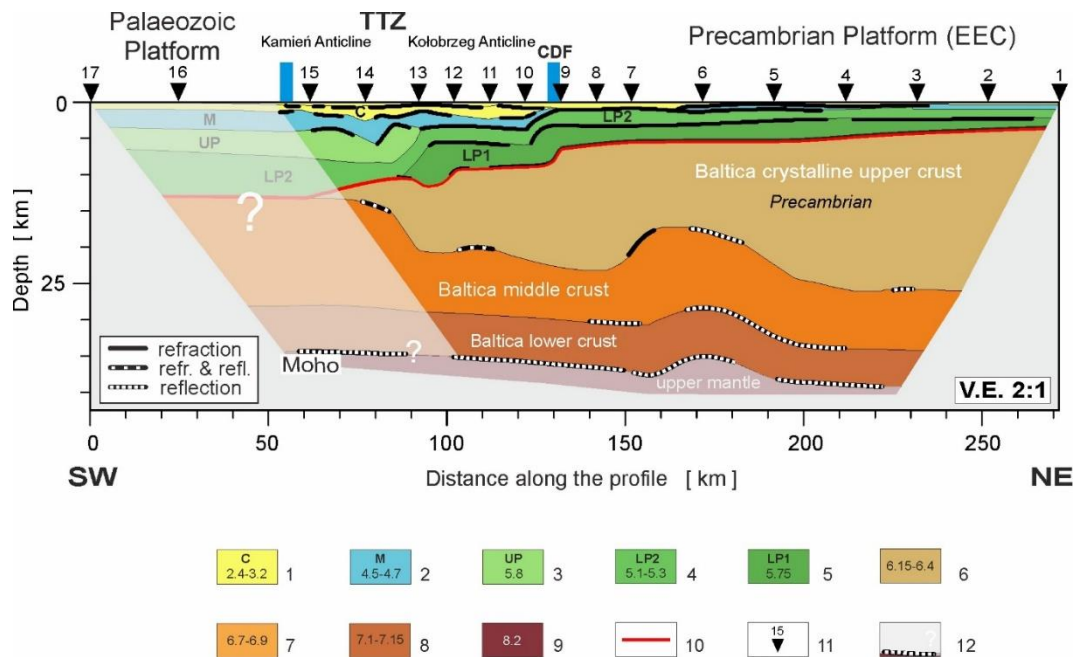 Palaeozoic
Platform
TTZ
Precambrian Platform (EEC)
Kamień Anticline
Kołobrzeg Anticline
CDF
17 16 15 14 13 12 11 10 9 8 7 6 5 4 3 2 1
0
C
M
LP2
UP
LP1
LP2
Baltica crystalline upper crust
Precambrian
?
25
Depth [ km ]
Baltica middle crust
Baltica lower crust
?
refraction
refr. & refl.
reflection
Moho
upper mantle
V.E. 2:1
0 50 100 150 200 250
SW
Distance along the profile [ km ]
NE
C
2.4-3.2
1
M
4.5-4.7
2
UP
5.8
3
LP2
5.1-5.3
4
LP1
5.75
5
6.15-6.4
6
6.7-6.9
7
7.1-7.15
8
8.2
9
10
15
11
?
12